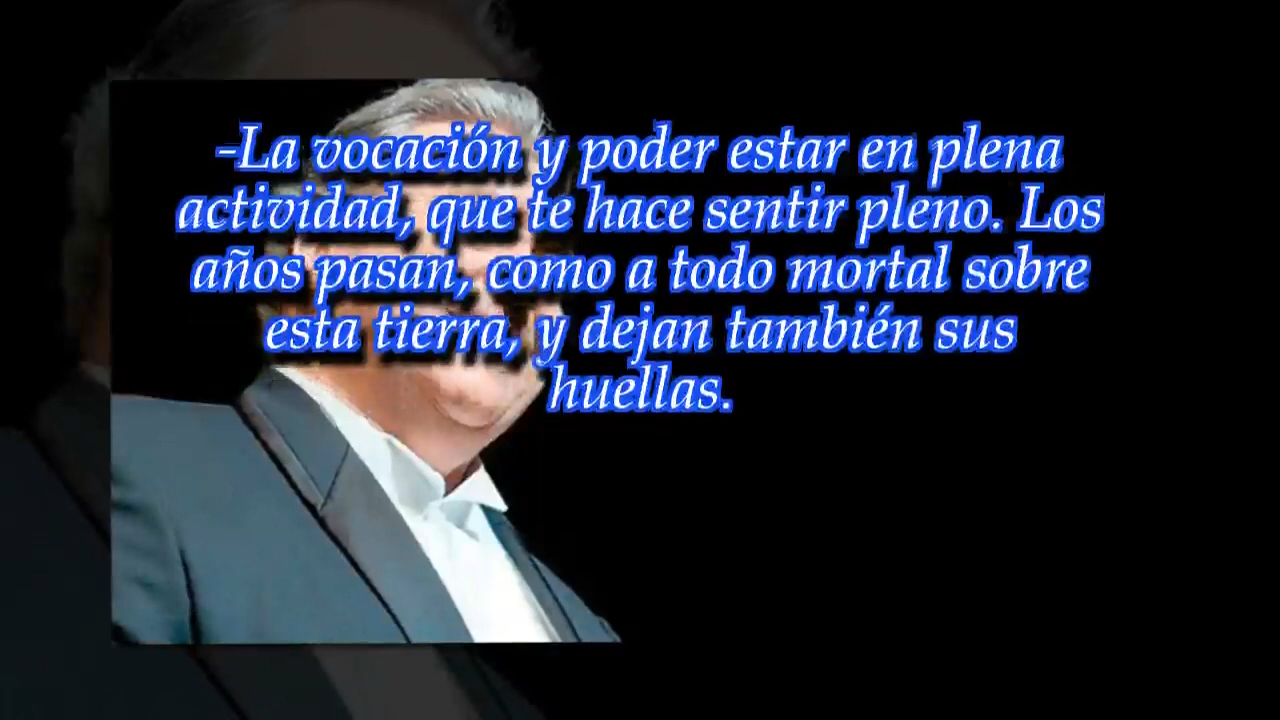 -La vocación y poder estar en plena
actividad, que te hace sentir pleno. Los
años pasan, como a todo mortal sobre
esta tierra, y dejan también sus
huellas.